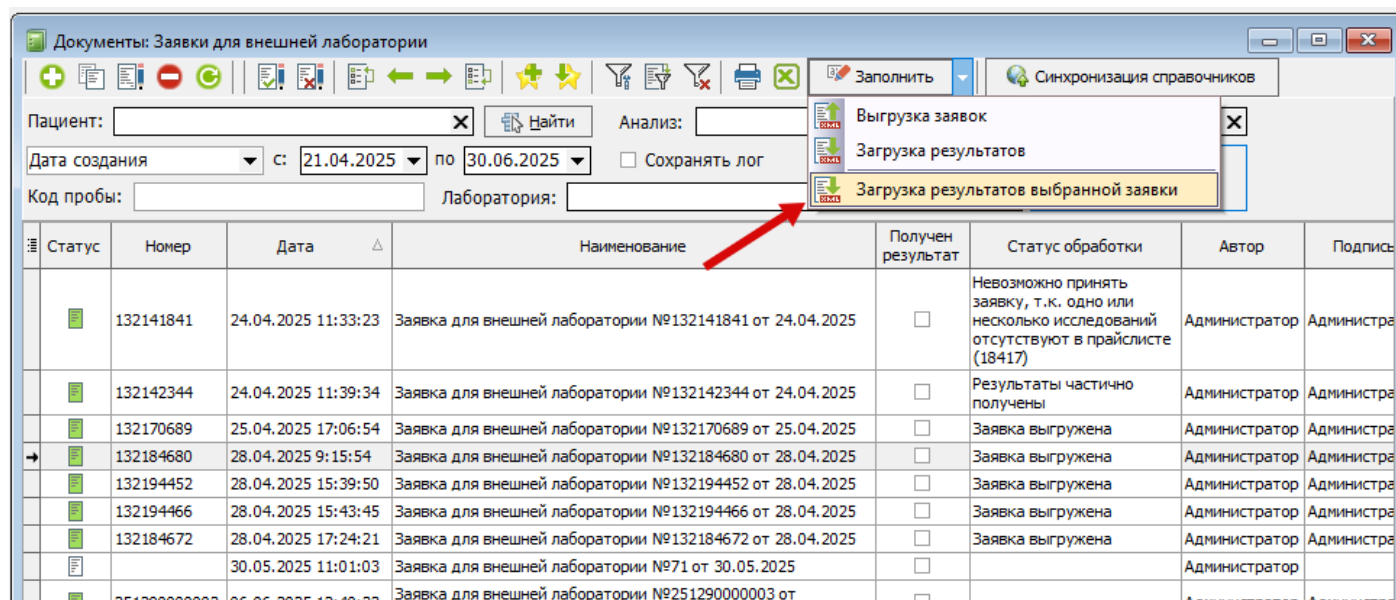 Документы: Заявки для внешней лаборатории
Заполнить
Синхронизация справочников
Выгрузка заявок
Загрузка результатов
Загрузка результатов выбранной заявки
XML
XML
XML
Пациент:
Найти
Анализ:
Дата создания
с: 21.04.2025 по 30.06.2025
Сохранять лог
Код пробы:
Лаборатория:
Статус Номер Дата Наименование Получен результат Статус обработки Автор Подпись
132141841 24.04.2025 11:33:23 Заявка для внешней лаборатории №132141841 от 24.04.2025
Невозможно принять
заявку, т.к. одно или
несколько исследований
отсутствуют в прайслисте
(18417)
Администратор Администра
132142344 24.04.2025 11:39:34 Заявка для внешней лаборатории №132142344 от 24.04.2025
Результаты частично
получены
Администратор Администра
132170689 25.04.2025 17:06:54 Заявка для внешней лаборатории №132170689 от 25.04.2025 Заявка выгружена Администратор Администра
132184680 28.04.2025 9:15:54 Заявка для внешней лаборатории №132184680 от 28.04.2025 Заявка выгружена Администратор Администра
132194452 28.04.2025 15:39:50 Заявка для внешней лаборатории №132194452 от 28.04.2025 Заявка выгружена Администратор Администра
132194466 28.04.2025 15:43:45 Заявка для внешней лаборатории №132194466 от 28.04.2025 Заявка выгружена Администратор Администра
132184672 28.04.2025 17:24:21 Заявка для внешней лаборатории №132184672 от 28.04.2025 Заявка выгружена Администратор Администра
30.05.2025 11:01:03 Заявка для внешней лаборатории №71 от 30.05.2025 Администратор
Заявка для внешней лаборатории №251290000003 от